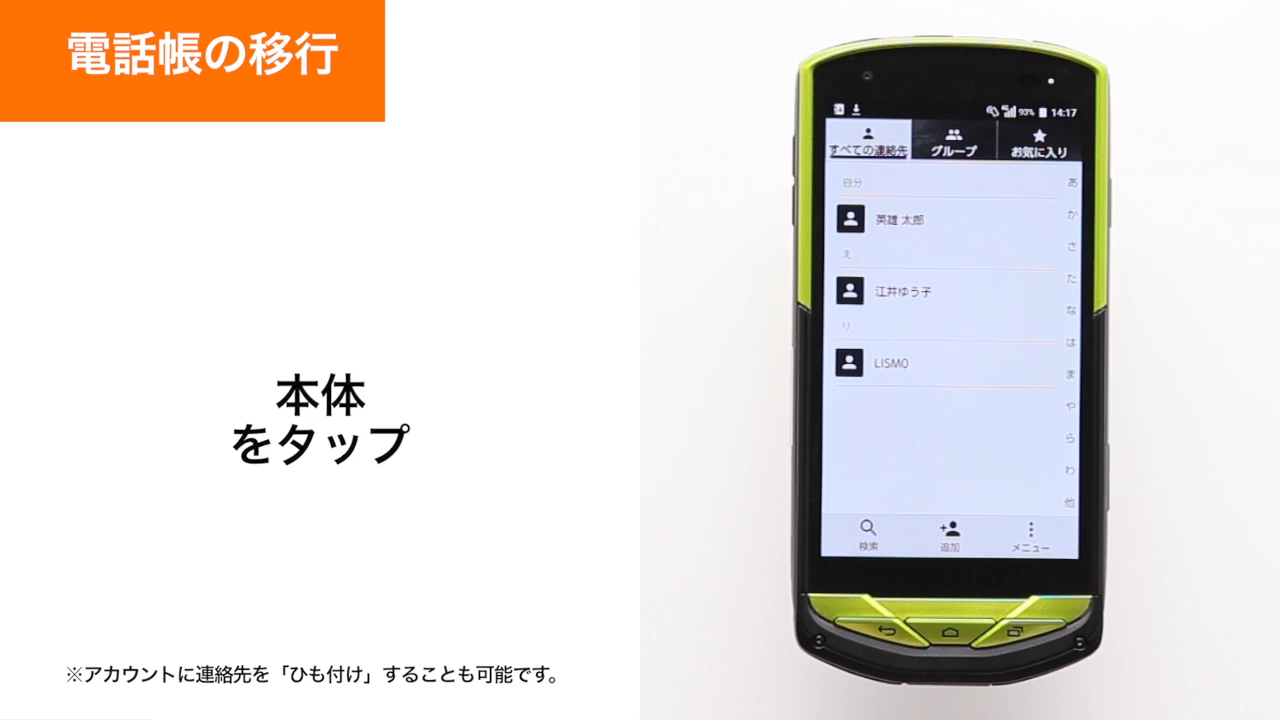 電話帳の移行
本体
をタップ
※アカウントに連絡先を「ひも付け」することも可能です。
4G 93% 14:17
すべての連絡先 グループ お気に入り
自分
英雄 太郎
え
江井ゆう子
り
LISMO
あ
か
さ
た
な
は
ま
や
ら
わ
他
検索 追加 メニュー